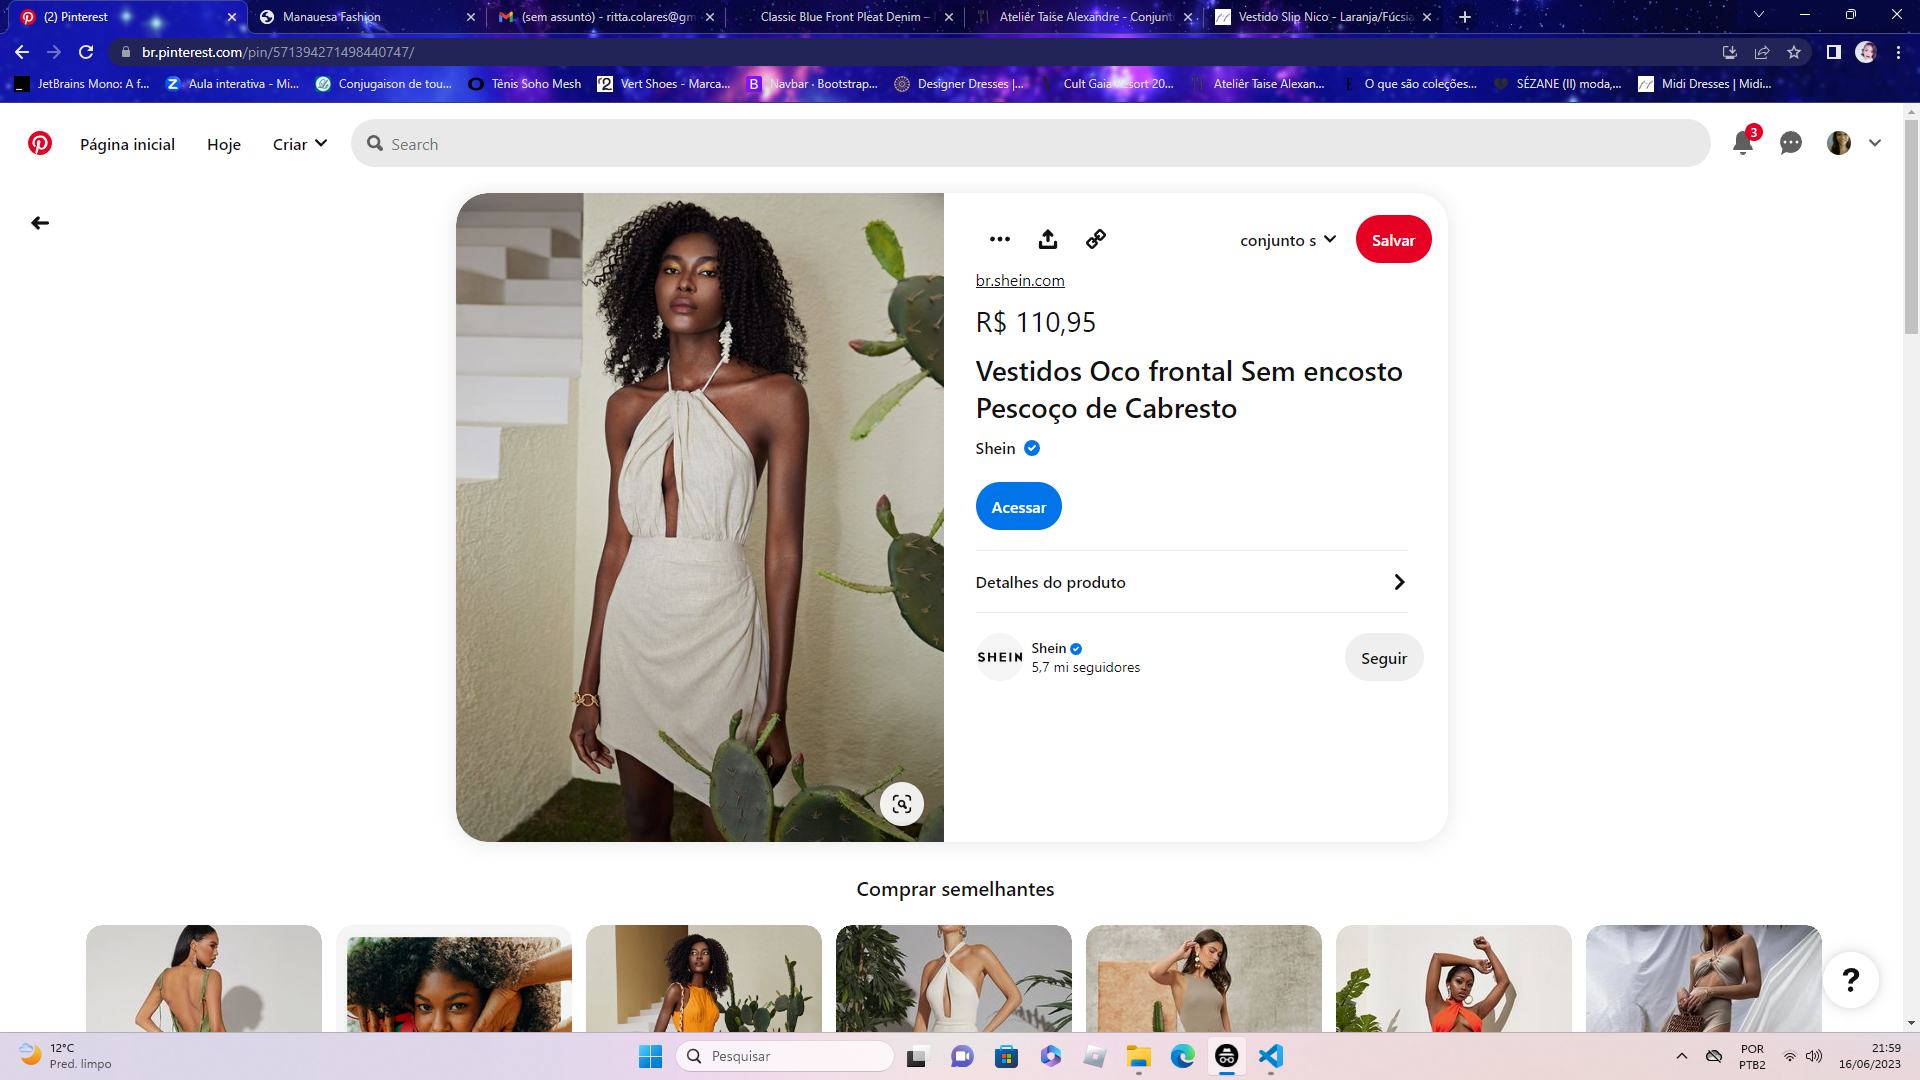 (2) Pinterest
Manauesa Fashion
(sem assunto) - ritta.colares@gm
Classic Blue Front Pleat Denim –
Ateliêr Taise Alexandre - Conjunt
Vestido Slip Nico - Laranja/Fúcsia
br.pinterest.com/pin/571394271498440747/
JetBrains Mono: A f...
Aula interativa - Mi...
Conjugaison de tou...
Tênis Soho Mesh
Vert Shoes - Marca...
Navbar · Bootstrap...
Designer Dresses |...
Cult Gaia Resort 20...
Ateliêr Taise Alexan...
O que são coleções...
SÉZANE (II) moda,...
Midi Dresses | Midi...
Página inicial
Hoje
Criar
Search
3
conjunto s
Salvar
br.shein.com
R$ 110,95
Vestidos Oco frontal Sem encosto
Pescoço de Cabresto
Shein
Acessar
Detalhes do produto
SHEIN
Shein
5,7 mi seguidores
Seguir
Comprar semelhantes
?
12°C
Pred. limpo
Pesquisar
POR
PTB2
21:59
16/06/2023